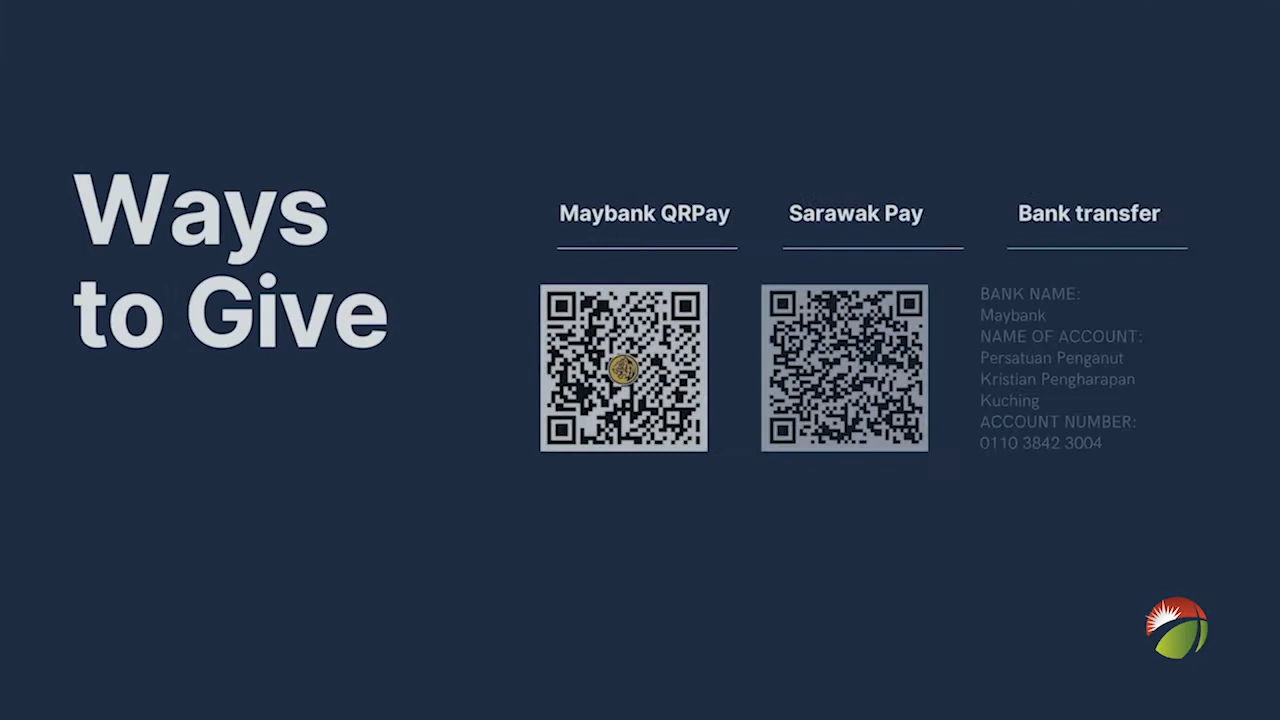 Ways
to Give
Maybank QRPay
Sarawak Pay
Bank transfer
BANK NAME:
Maybank
NAME OF ACCOUNT:
Persatuan Penganut
Kristian Pengharapan
Kuching
ACCOUNT NUMBER:
0110 3842 3004